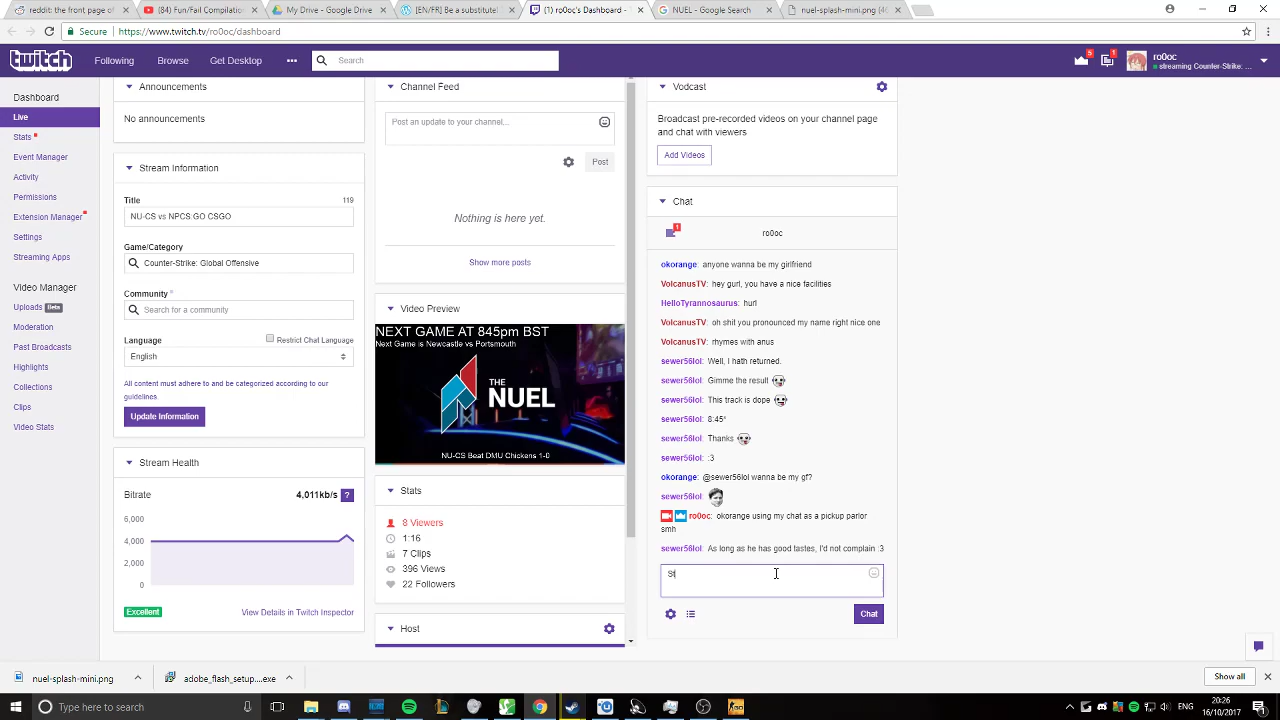 reddit: the front page of
[84] Fun/Fail Compilation
My Drive - Google Drive
[EN/FR] Be a substitute
[1] ro0oc's Dashboard -
NUEL - Google Search
nuel-splash-mini.png (46
Secure
https://www.twitch.tv/ro0oc/dashboard
twitch
Following
Browse
Get Desktop
Search
5
1
ro0oc
streaming Counter-Strike: ...
Dashboard
Live
Stats
Event Manager
Activity
Permissions
Extension Manager
Settings
Streaming Apps
Video Manager
Uploads Beta
Moderation
Past Broadcasts
Highlights
Collections
Clips
Video Stats
Announcements
No announcements
Stream Information
Title
119
NU-CS vs NPCS:GO CSGO
Game/Category
Counter-Strike: Global Offensive
Community
Search for a community
Language
Restrict Chat Language
English
All content must adhere to and be categorized according to our
guidelines.
Update Information
Stream Health
Bitrate
4,011kb/s ?
6,000
4,000
2,000
0
Excellent
View Details in Twitch Inspector
Channel Feed
Post an update to your channel...
Post
Nothing is here yet.
Show more posts
Video Preview
NEXT GAME AT 845pm BST
Next Game is Newcastle vs Portsmouth
THE
NUEL
NU-CS Beat DMU Chickens 1-0
Stats
8 Viewers
1:16
7 Clips
396 Views
22 Followers
Host
Vodcast
Broadcast pre-recorded videos on your channel page
and chat with viewers.
Add Videos
Chat
1
ro0oc
okorange: anyone wanna be my girlfriend
VolcanusTV: hey gurl, you have a nice facilities
HelloTyrannosaurus: hurl
VolcanusTV: oh shit you pronounced my name right nice one
VolcanusTV: rhymes with anus
sewer56lol: Well, I hath returned.
sewer56lol: Gimme the result
sewer56lol: This track is dope
sewer56lol: 8:45*
sewer56lol: Thanks
sewer56lol: :3
okorange: @sewer56lol wanna be my gf?
sewer56lol:
ro0oc: okorange using my chat as a pickup parlor
smh
sewer56lol: As long as he has good tastes, I'd not complain :3
St
Chat
nuel-splash-mini.png
adobe_flash_setup....exe
Show all
Type here to search
20:26
16/10/2017